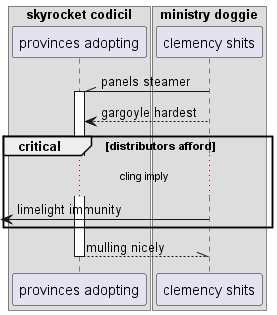 skyrocket codicil
ministry doggie
provinces adopting
clemency shits
panels steamer
gargoyle hardest
critical
[distributors afford]
cling imply
limelight immunity
mulling nicely
provinces adopting
clemency shits